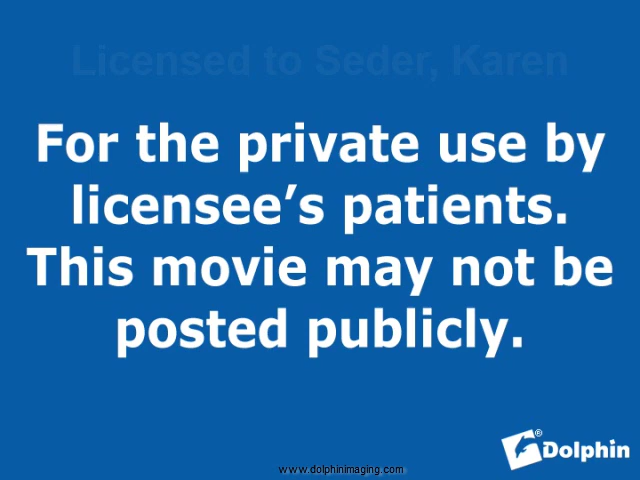 Licensed to Seder, Karen
For the private use by
licensee’s patients.
This movie may not be
posted publicly.
®
Dolphin
www.dolphinimaging.com